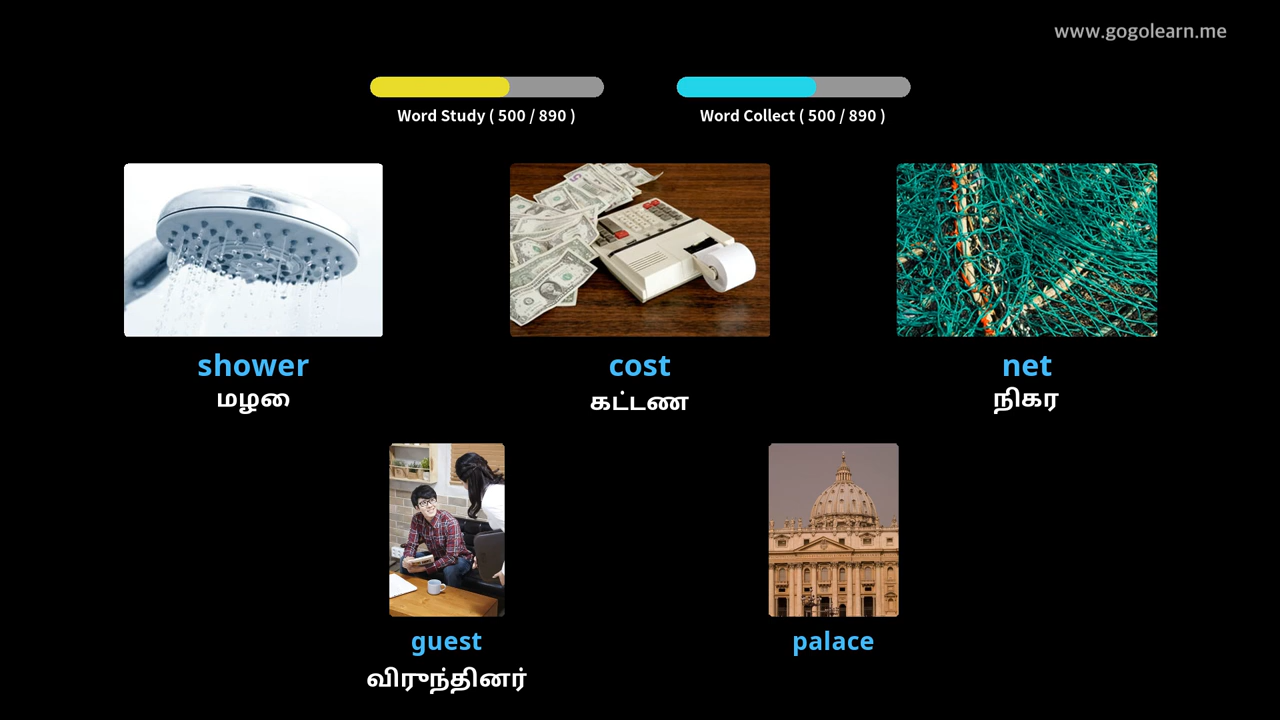 www.gogolearn.me
Word Study ( 500 / 890 )
Word Collect ( 500 / 890 )
shower
மழை
cost
கட்டண
net
நிகர
guest
விருந்தினர்
palace